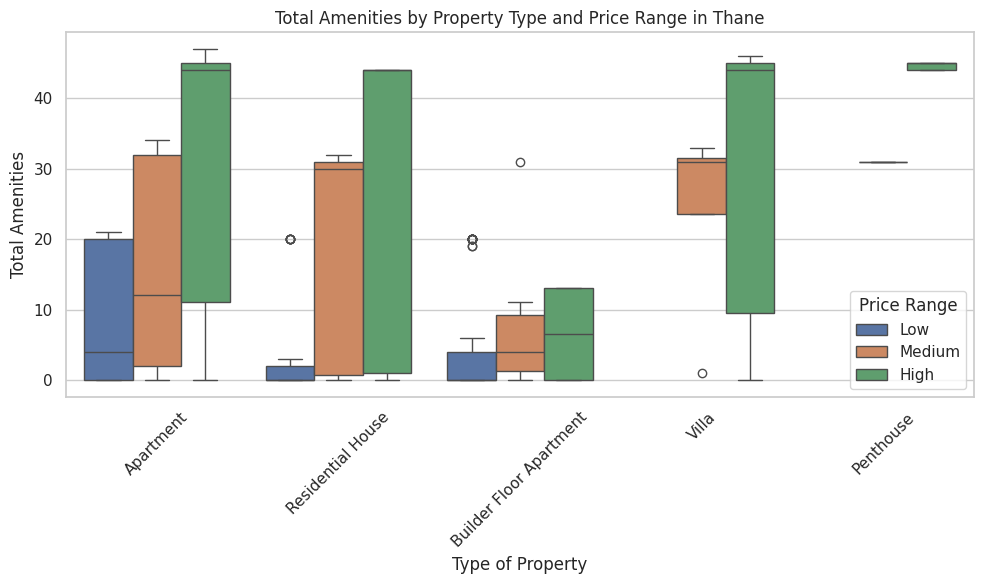 Total Amenities by Property Type and Price Range in Thane
Total Amenities
40
30
20
10
0
Price Range
Low
Medium
High
Apartment
Residential House
Builder Floor Apartment
Villa
Penthouse
Type of Property